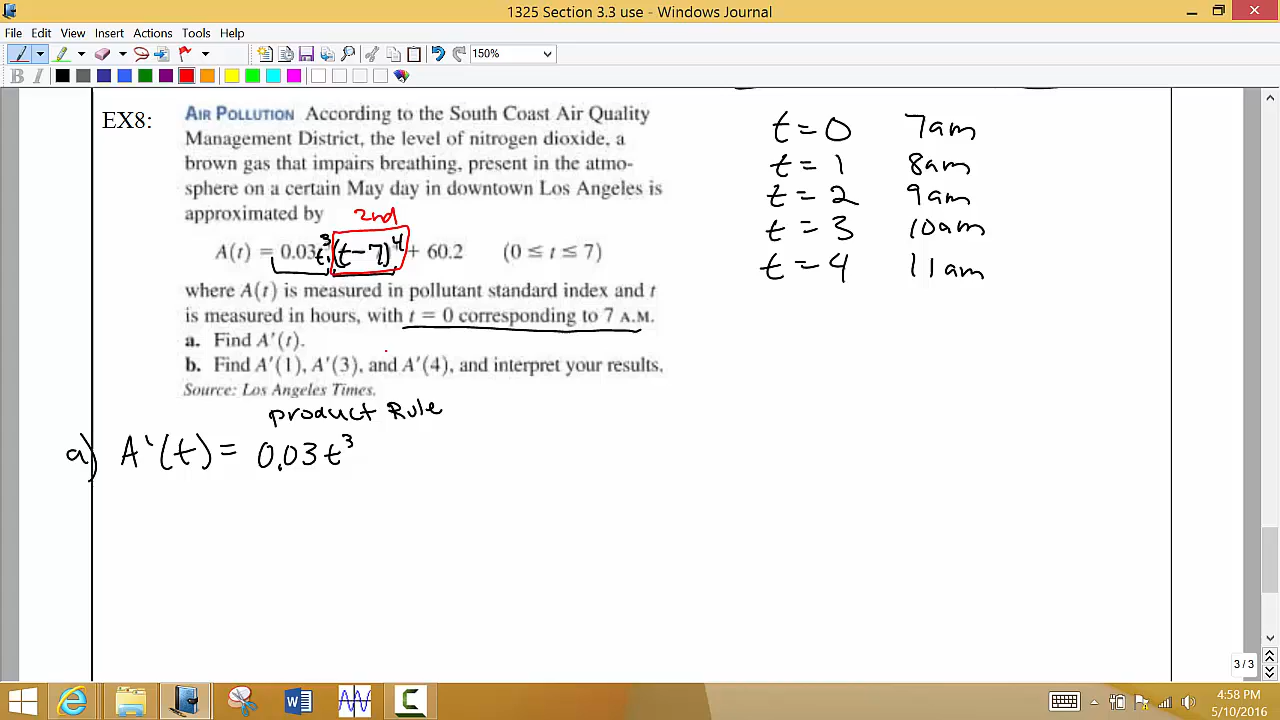 1325 Section 3.3 use - Windows Journal
File Edit View Insert Actions Tools Help
150%
B I
EX8:
AIR POLLUTION According to the South Coast Air Quality
Management District, the level of nitrogen dioxide, a
brown gas that impairs breathing, present in the atmo-
sphere on a certain May day in downtown Los Angeles is
approximated by
2nd
A(t) = 0.03t³(t-7)⁴ + 60.2 (0 ≤ t ≤ 7)
where A(t) is measured in pollutant standard index and t
is measured in hours, with t = 0 corresponding to 7 A.M.
a. Find A'(t).
b. Find A'(1), A'(3), and A'(4), and interpret your results.
Source: Los Angeles Times.
product Rule
a) A'(t) = 0.03t³
t = 0 7am
t = 1 8am
t = 2 9am
t = 3 10am
t = 4 11am
3/3
4:58 PM
5/10/2016